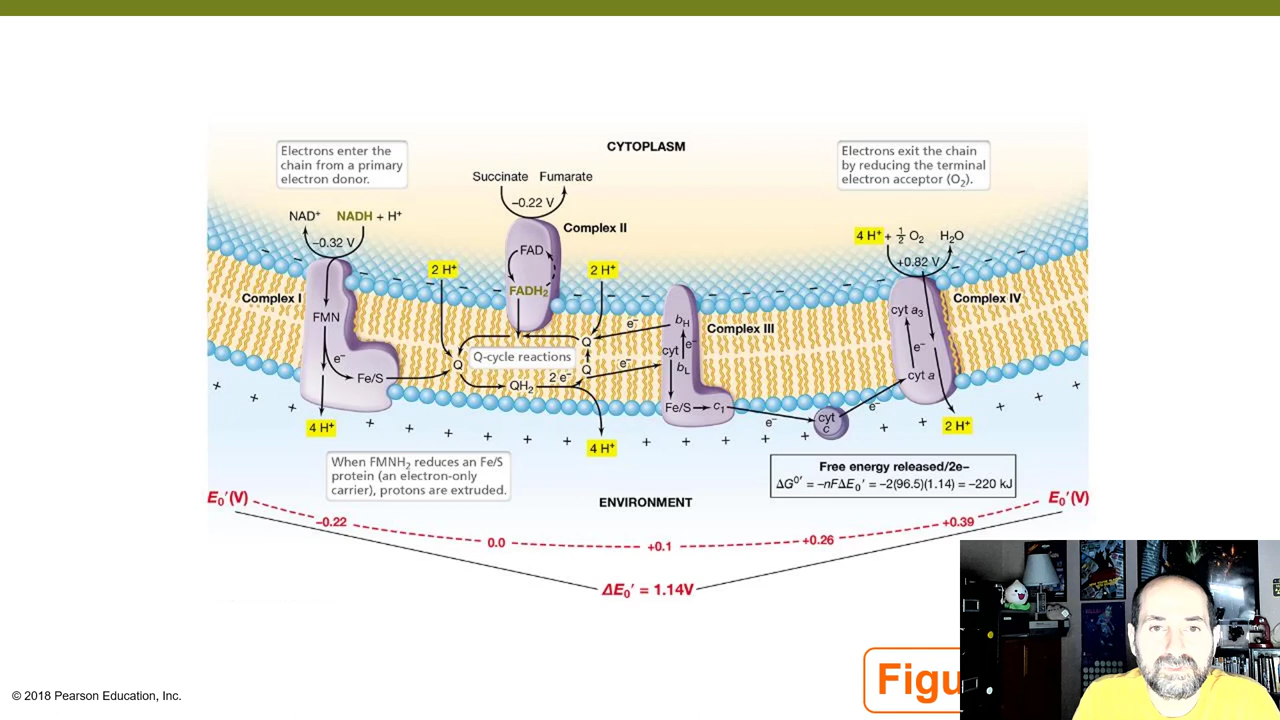 CYTOPLASM
Electrons enter the
chain from a primary
electron donor.
Electrons exit the chain
by reducing the terminal
electron acceptor (O₂).
Succinate Fumarate
−0.22 V
Complex II
NAD⁺ NADH + H⁺
−0.32 V
4 H⁺ + ½ O₂ H₂O
+0.82 V
FAD
FADH₂
2 H⁺
2 H⁺
Complex I
FMN
e⁻
Fe/S
4 H⁺
Q
Q-cycle reactions
QH₂
2 e⁻
Q
Q
e⁻
e⁻
4 H⁺
Complex III
bH
cyt
e⁻
bL
Fe/S
c₁
e⁻
cyt
c
e⁻
Complex IV
cyt a₃
e⁻
cyt a
2 H⁺
When FMNH₂ reduces an Fe/S
protein (an electron-only
carrier), protons are extruded.
ENVIRONMENT
Free energy released/2e–
ΔG⁰′ = –nFΔE₀′ = –2(96.5)(1.14) = –220 kJ
E₀′(V)
−0.22
0.0
+0.1
+0.26
+0.39
E₀′(V)
ΔE₀′ = 1.14V
Figu
© 2018 Pearson Education, Inc.